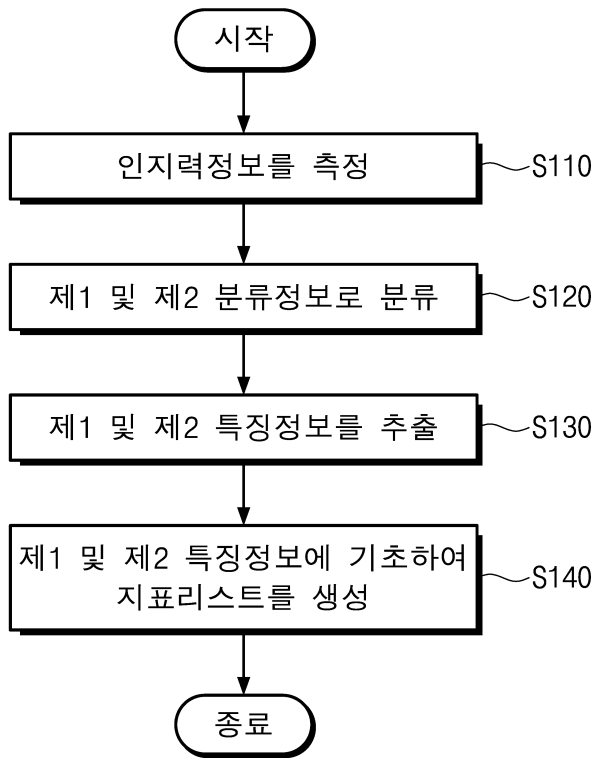 시작
인지력정보를 측정
S110
제1 및 제2 분류정보로 분류
S120
제1 및 제2 특징정보를 추출
S130
제1 및 제2 특징정보에 기초하여
지표리스트를 생성
S140
종료